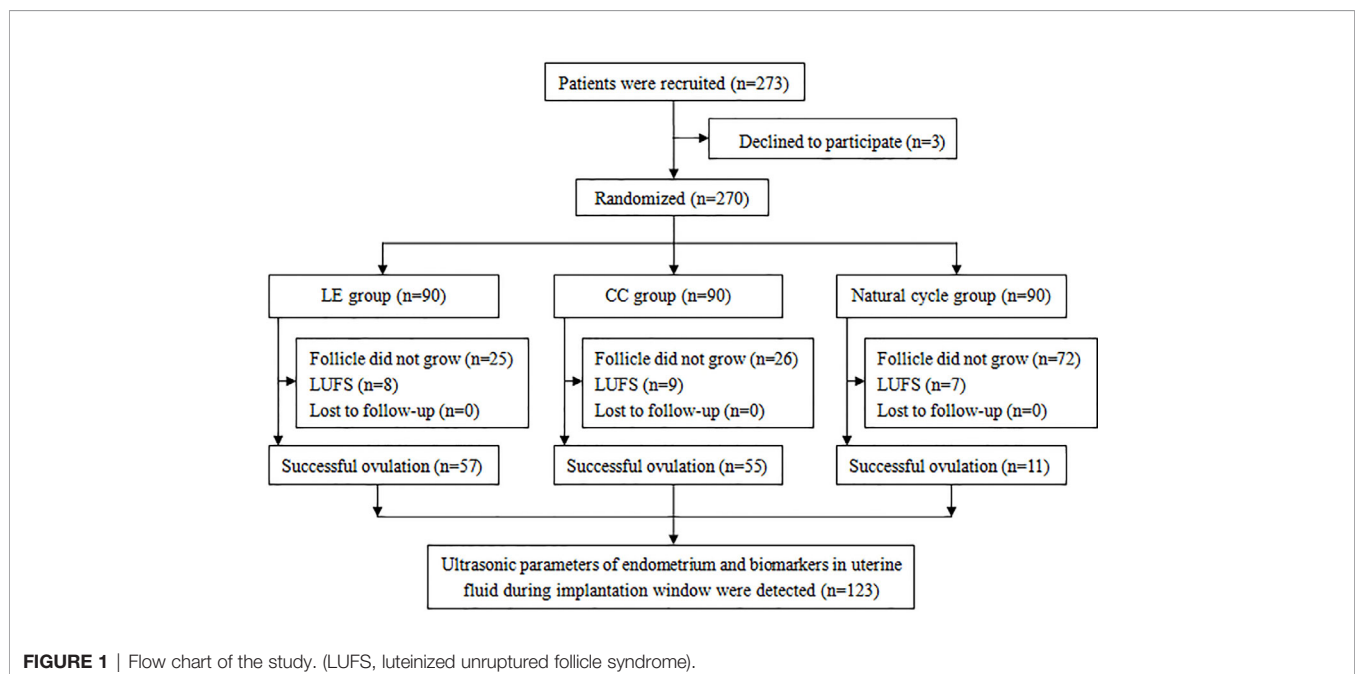 Patients were recruited (n=273)
Declined to participate (n=3)
Randomized (n=270)
LE group (n=90)
CC group (n=90)
Natural cycle group (n=90)
Follicle did not grow (n=25)
LUFS (n=8)
Lost to follow-up (n=0)
Follicle did not grow (n=26)
LUFS (n=9)
Lost to follow-up (n=0)
Follicle did not grow (n=72)
LUFS (n=7)
Lost to follow-up (n=0)
Successful ovulation (n=57)
Successful ovulation (n=55)
Successful ovulation (n=11)
Ultrasonic parameters of endometrium and biomarkers in uterine
fluid during implantation window were detected (n=123)
FIGURE 1 | Flow chart of the study. (LUFS, luteinized unruptured follicle syndrome).